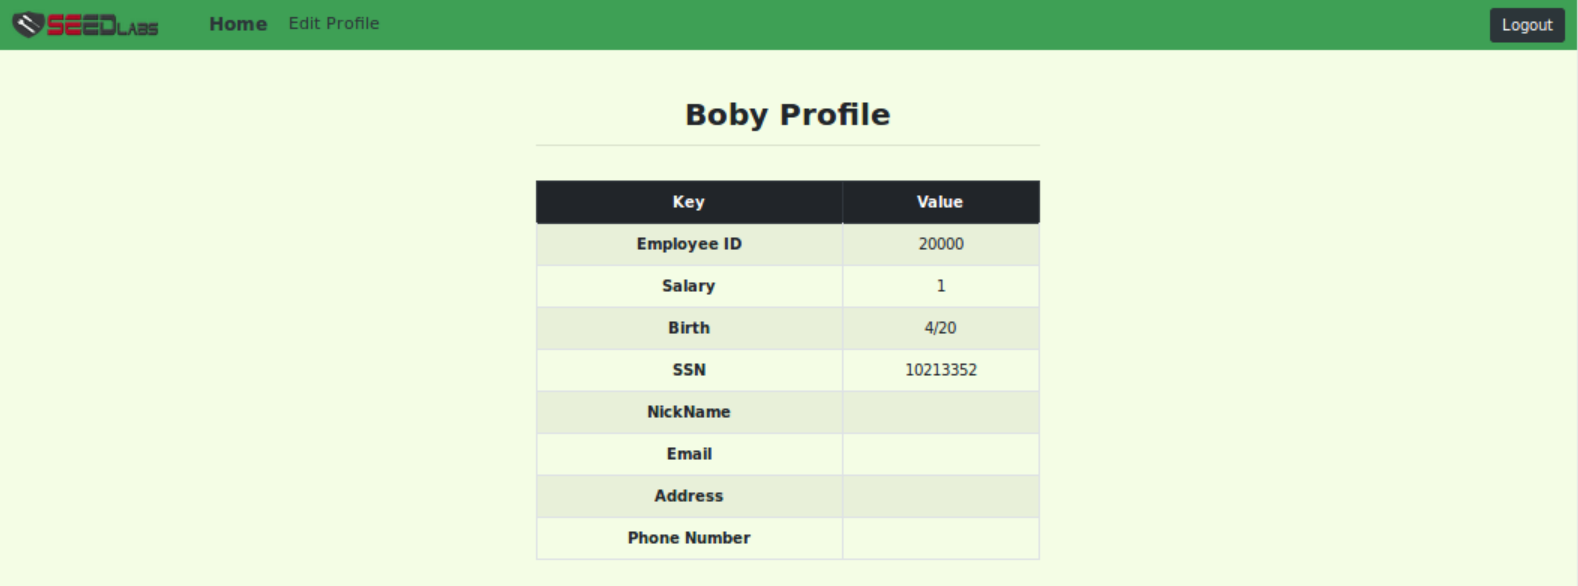 SEEDLABS Home Edit Profile Logout
Boby Profile
Key Value
Employee ID 20000
Salary 1
Birth 4/20
SSN 10213352
NickName
Email
Address
Phone Number